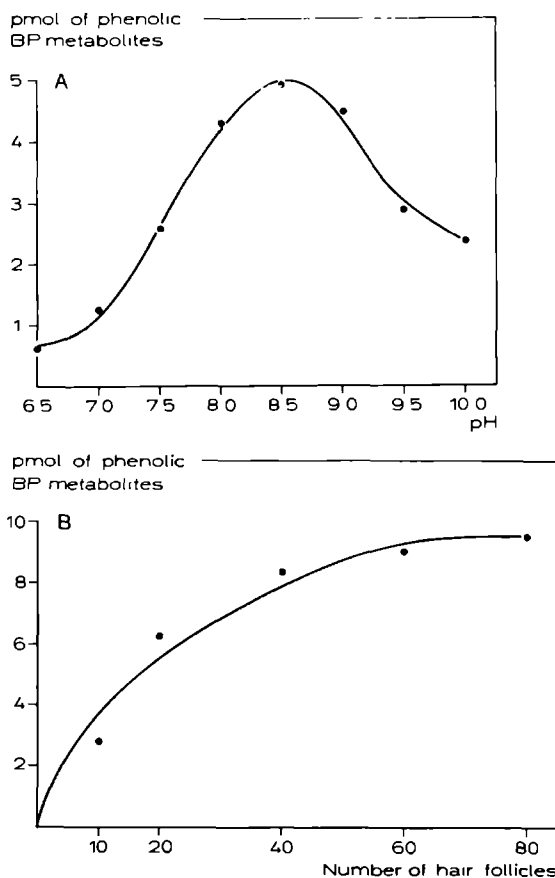 pmol of phenolic
BP metabolites
A
5
4
3
2
1
6.5 7.0 7.5 8.0 8.5 9.0 9.5 10.0
pH
pmol of phenolic
BP metabolites
B
10
8
6
4
2
10 20 40 60 80
Number of hair follicles